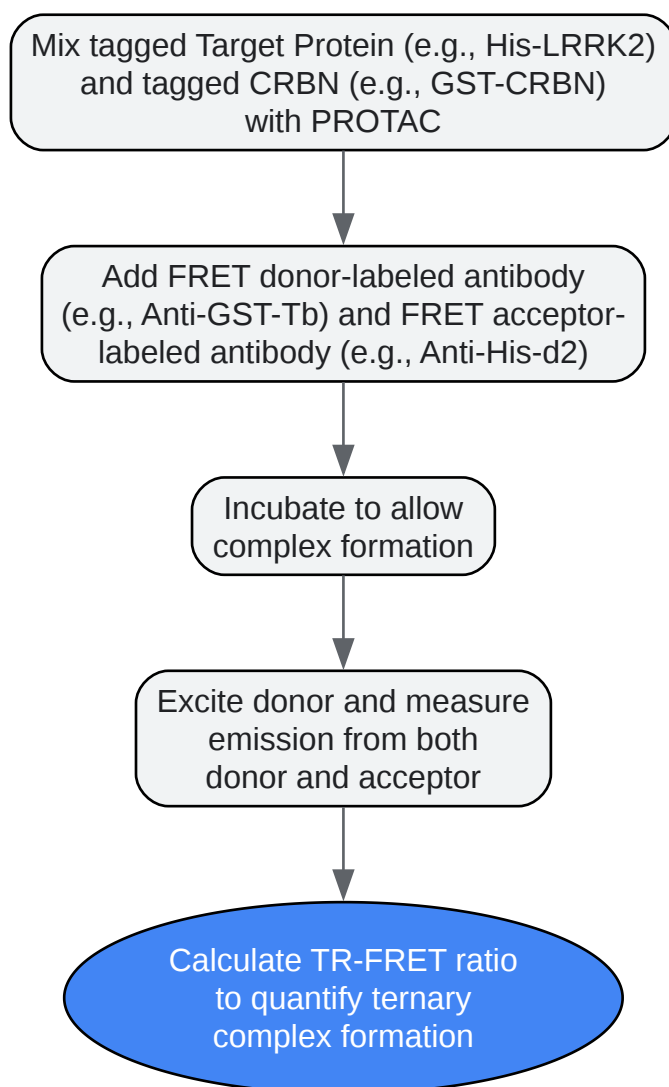 Mix tagged Target Protein (e.g., His-LRRK2)
and tagged CRBN (e.g., GST-CRBN)
with PROTAC
Add FRET donor-labeled antibody
(e.g., Anti-GST-Tb) and FRET acceptor-
labeled antibody (e.g., Anti-His-d2)
Incubate to allow
complex formation
Excite donor and measure
emission from both
donor and acceptor
Calculate TR-FRET ratio
to quantify ternary
complex formation